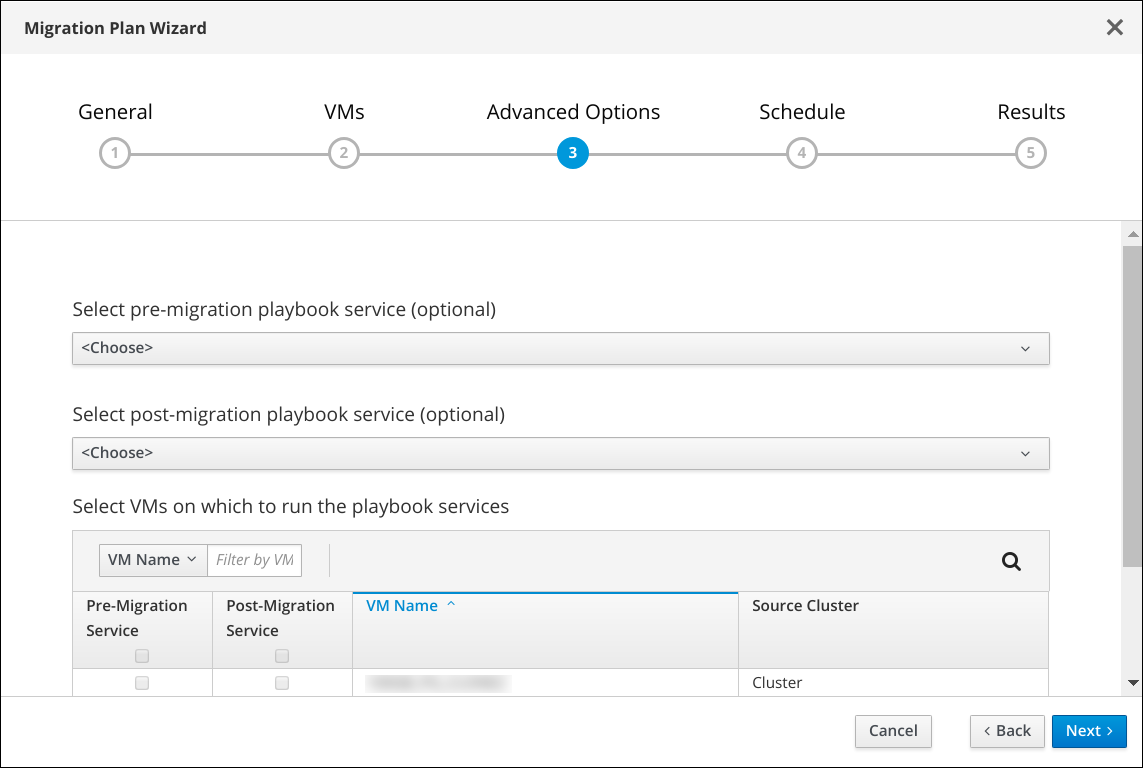 Migration Plan Wizard
General VMs Advanced Options Schedule Results
1 2 3 4 5
Select pre-migration playbook service (optional)
<Choose>
Select post-migration playbook service (optional)
<Choose>
Select VMs on which to run the playbook services
VM Name Filter by VM
Pre-Migration Service Post-Migration Service VM Name Source Cluster
Cluster
Cancel Back Next